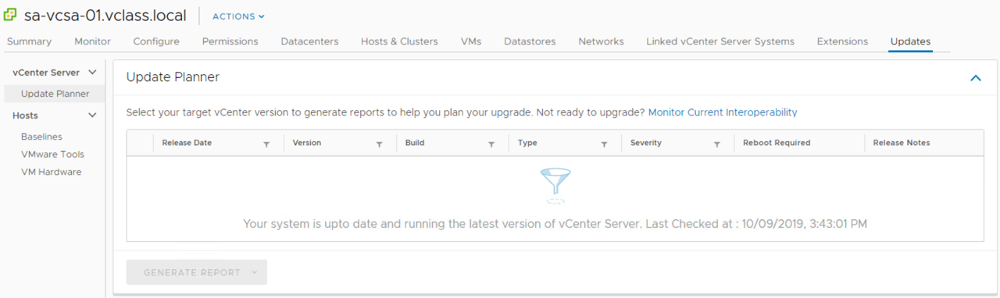 sa-vcsa-01.vclass.local ACTIONS
Summary Monitor Configure Permissions Datacenters Hosts & Clusters VMs Datastores Networks Linked vCenter Server Systems Extensions Updates
vCenter Server
Update Planner
Hosts
Baselines
VMware Tools
VM Hardware
Update Planner
Select your target vCenter version to generate reports to help you plan your upgrade. Not ready to upgrade? Monitor Current Interoperability
Release Date Version Build Type Severity Reboot Required Release Notes
Your system is upto date and running the latest version of vCenter Server. Last Checked at : 10/09/2019, 3:43:01 PM
GENERATE REPORT